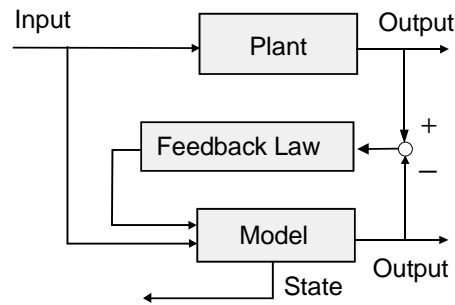 Input
Output
Plant
+
Feedback Law
−
Model
Output
State